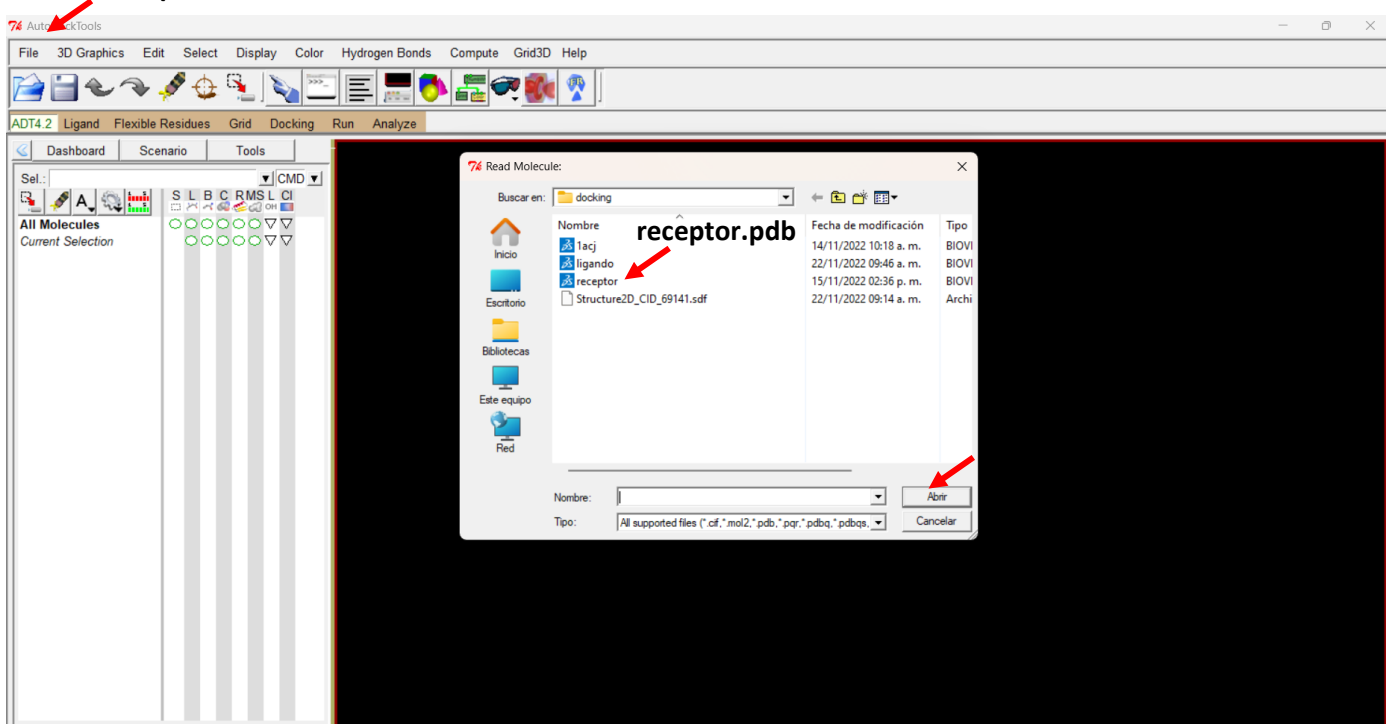 AutoDockTools
File 3D Graphics Edit Select Display Color Hydrogen Bonds Compute Grid3D Help
ADT4.2 Ligand Flexible Residues Grid Docking Run Analyze
Dashboard Scenario Tools
Sel.: CMD
S L B C R MS L Cl
All Molecules
Current Selection
Read Molecule:
Buscar en: docking
Nombre Fecha de modificación Tipo
receptor.pdb
1acj 14/11/2022 10:18 a. m. BIOVI
ligando 22/11/2022 09:46 a. m. BIOVI
receptor 15/11/2022 02:36 p. m. BIOVI
Structure2D_CID_69141.sdf 22/11/2022 09:14 a. m. Archi
Inicio
Escritorio
Bibliotecas
Este equipo
Red
Nombre: Abrir
Tipo: All supported files (*.cif,*.mol2,*.pdb,*.pqr,*.pdbq,*.pdbqs, Cancelar